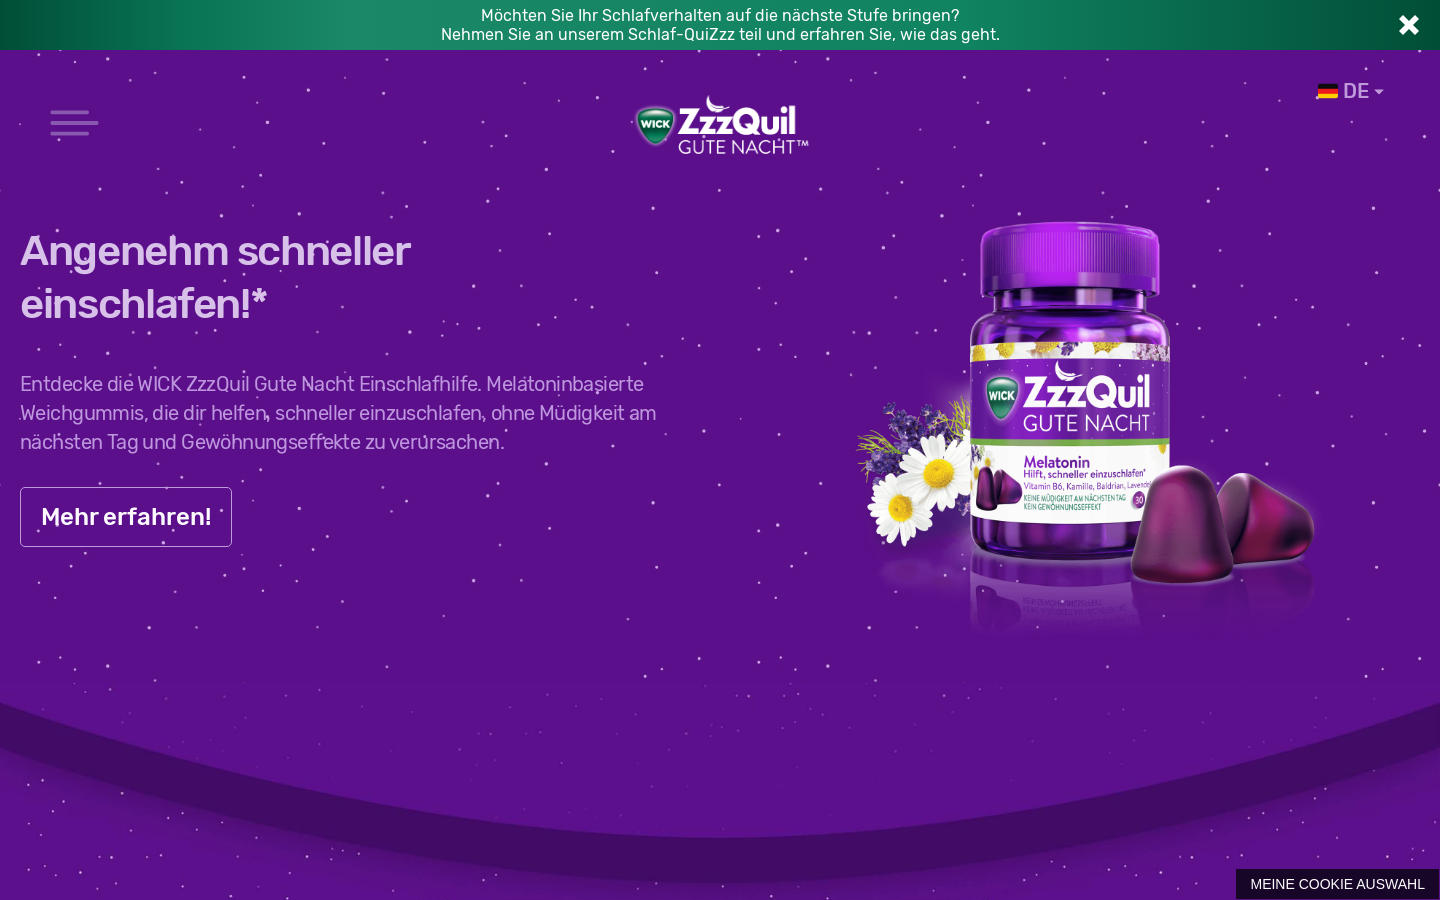 Möchten Sie Ihr Schlafverhalten auf die nächste Stufe bringen?
Nehmen Sie an unserem Schlaf-QuiZzz teil und erfahren Sie, wie das geht.
DE
WICK ZzzQuil
GUTE NACHT™
Angenehm schneller
einschlafen!*
Entdecke die WICK ZzzQuil Gute Nacht Einschlafhilfe. Melatoninbasierte
Weichgummis, die dir helfen, schneller einzuschlafen, ohne Müdigkeit am
nächsten Tag und Gewöhnungseffekte zu verursachen.
Mehr erfahren!
WICK ZzzQuil
GUTE NACHT
Melatonin
Hilft, schneller einzuschlafen*
Vitamin B6, Kamille, Baldrian, Lavendel
KEINE MÜDIGKEIT AM NÄCHSTEN TAG
KEIN GEWÖHNUNGSEFFEKT
30
MEINE COOKIE AUSWAHL